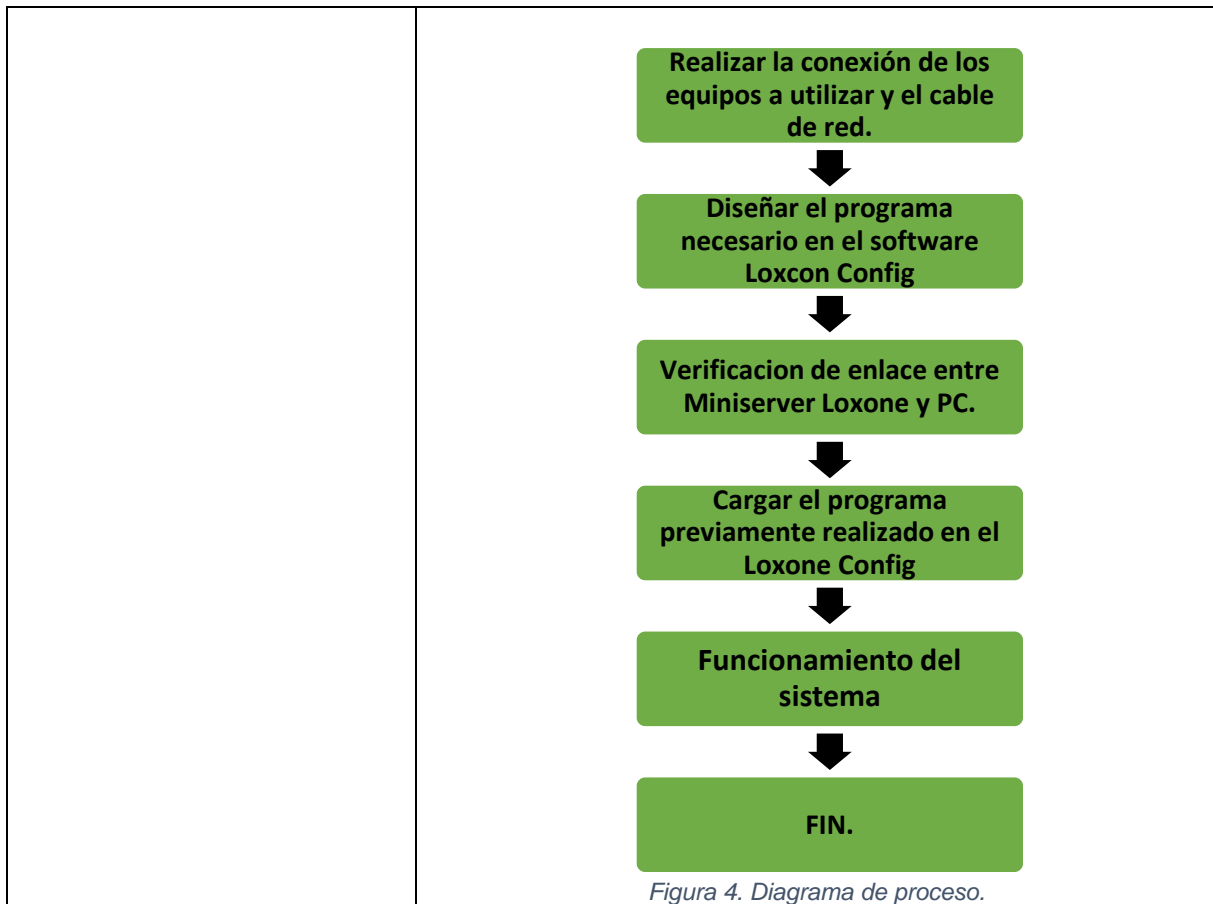 Realizar la conexión de los
equipos a utilizar y el cable
de red.
Diseñar el programa
necesario en el software
Loxcon Config
Verificacion de enlace entre
Miniserver Loxone y PC.
Cargar el programa
previamente realizado en el
Loxone Config
Funcionamiento del
sistema
FIN.
Figura 4. Diagrama de proceso.